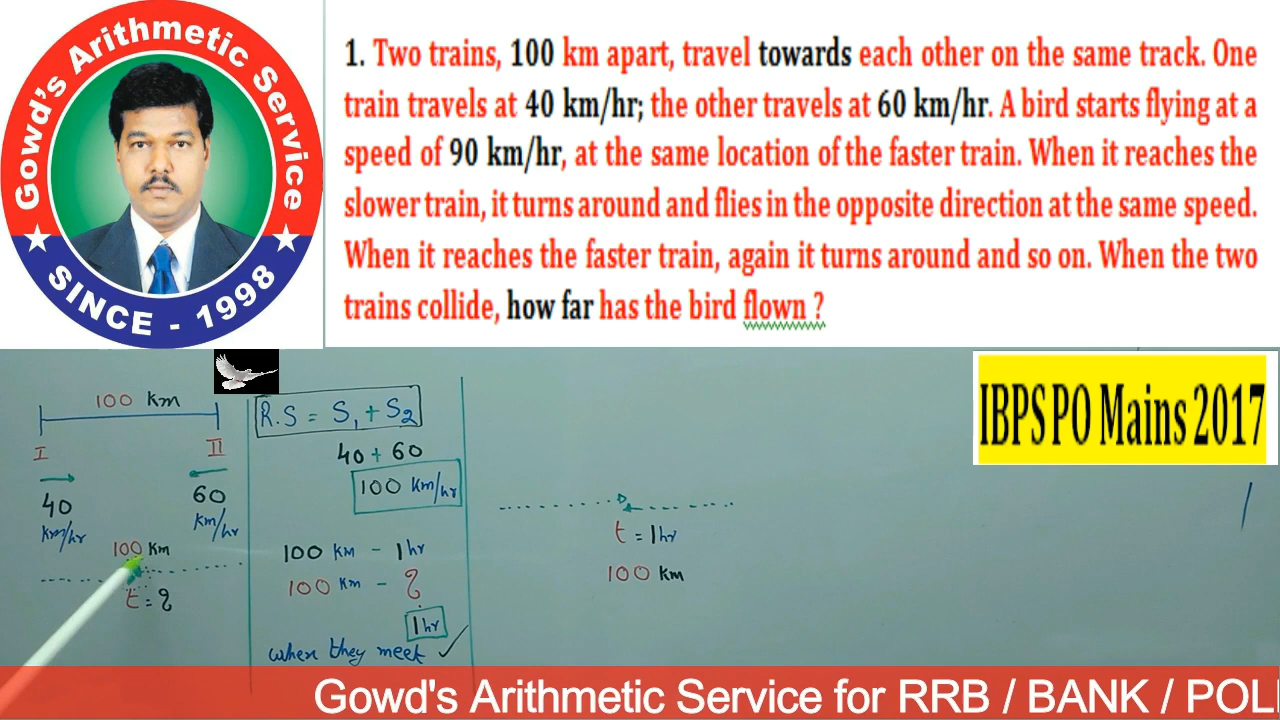 Gowd's Arithmetic Service
SINCE - 1998
1. Two trains, 100 km apart, travel towards each other on the same track. One
train travels at 40 km/hr; the other travels at 60 km/hr. A bird starts flying at a
speed of 90 km/hr, at the same location of the faster train. When it reaches the
slower train, it turns around and flies in the opposite direction at the same speed.
When it reaches the faster train, again it turns around and so on. When the two
trains collide, how far has the bird flown ?
IBPS PO Mains 2017
100 Km
I
II
40
Km/hr
60
Km/hr
100 Km
t = ?
R.S = S1 + S2
40 + 60
100 Km/hr
100 Km - 1 hr
100 Km - ?
1 hr
when they meet ✓
t = 1hr
100 Km
Gowd's Arithmetic Service for RRB / BANK / POLI